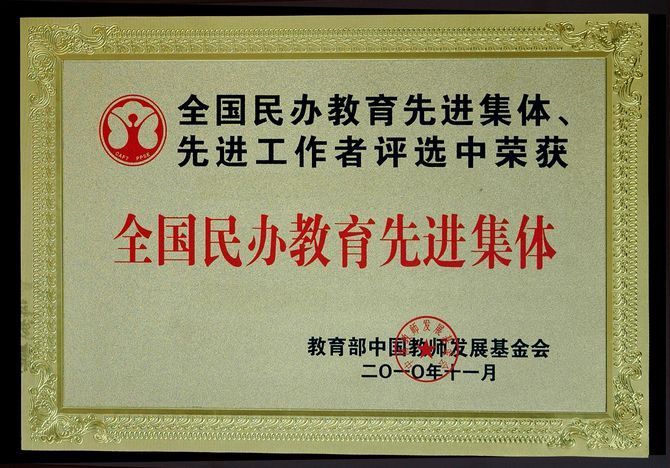 全国民办教育先进集体、
先进工作者评选中荣获
全国民办教育先进集体
教育部中国教师发展基金会
二〇一〇年十一月